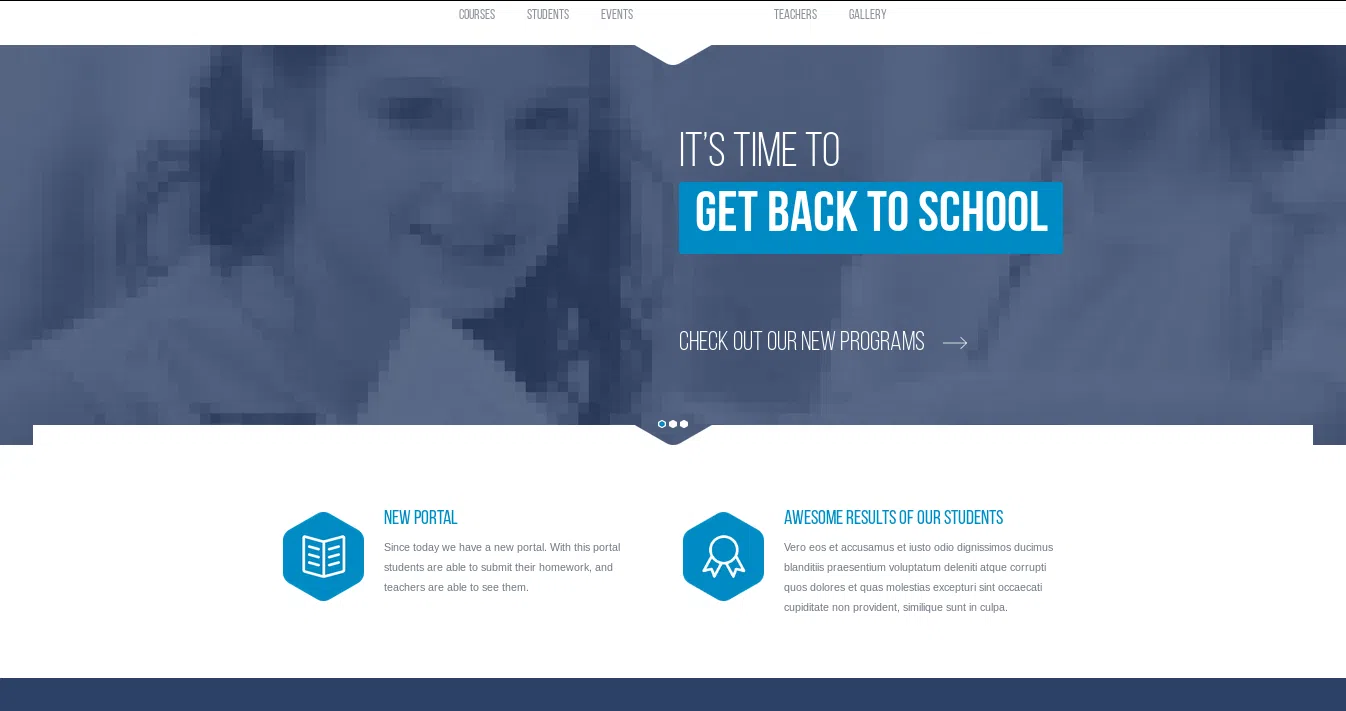 COURSES STUDENTS EVENTS TEACHERS GALLERY
IT'S TIME TO
GET BACK TO SCHOOL
CHECK OUT OUR NEW PROGRAMS
NEW PORTAL
Since today we have a new portal. With this portal
students are able to submit their homework, and
teachers are able to see them.
AWESOME RESULTS OF OUR STUDENTS
Vero eos et accusamus et iusto odio dignissimos ducimus
blanditiis praesentium voluptatum deleniti atque corrupti
quos dolores et quas molestias excepturi sint occaecati
cupiditate non provident, similique sunt in culpa.